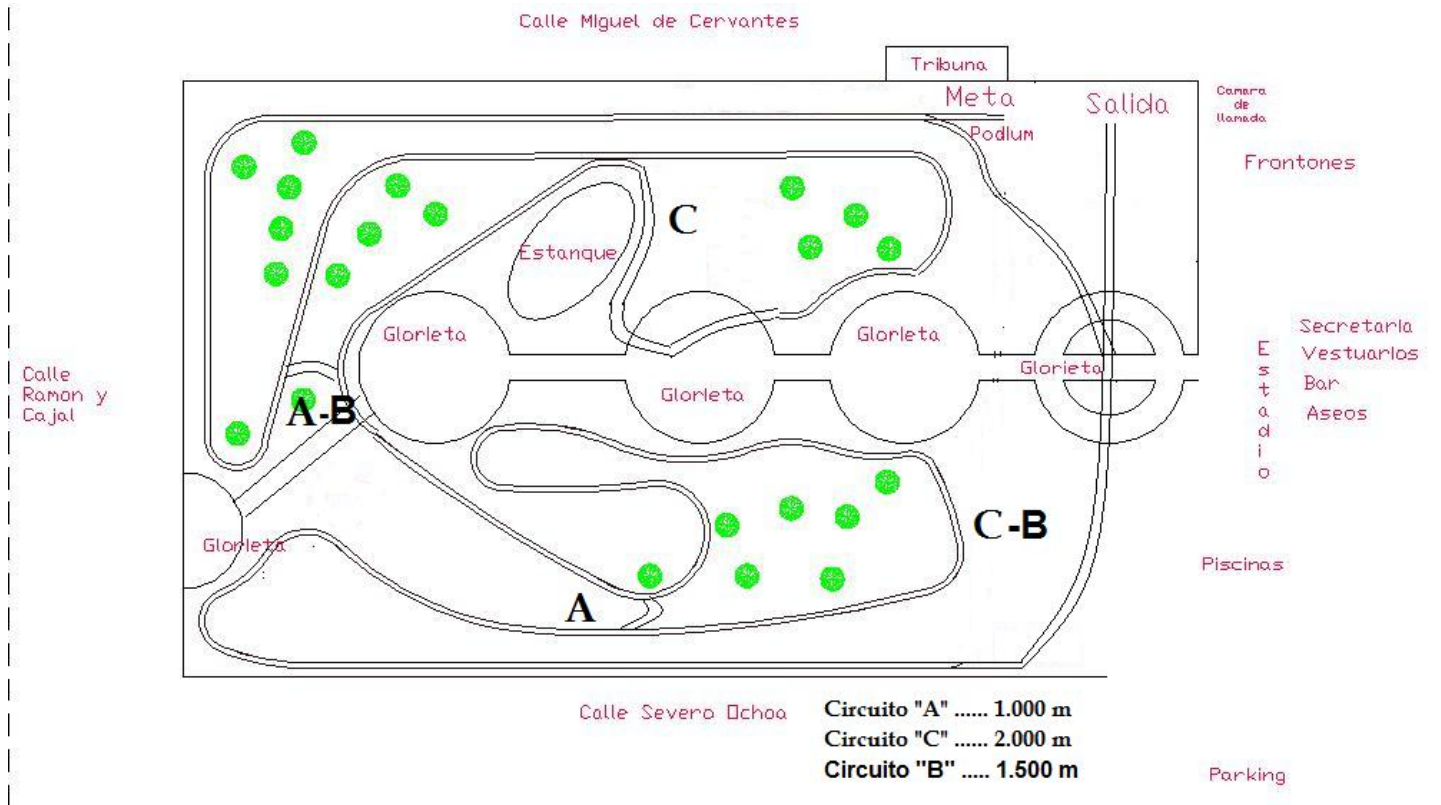 Calle Miguel de Cervantes
Tribuna
Meta
Salida
Camara
de
llamada
Podium
Frontones
C
Estanque
Glorieta
Glorieta
Glorieta
Glorieta
Estadio
Secretaria
Vestuarios
Bar
Aseos
Calle
Ramon y
Cajal
A-B
C-B
Glorieta
Piscinas
A
Calle Severo Ochoa
Circuito "A" ...... 1.000 m
Circuito "C" ...... 2.000 m
Circuito "B" ..... 1.500 m
Parking